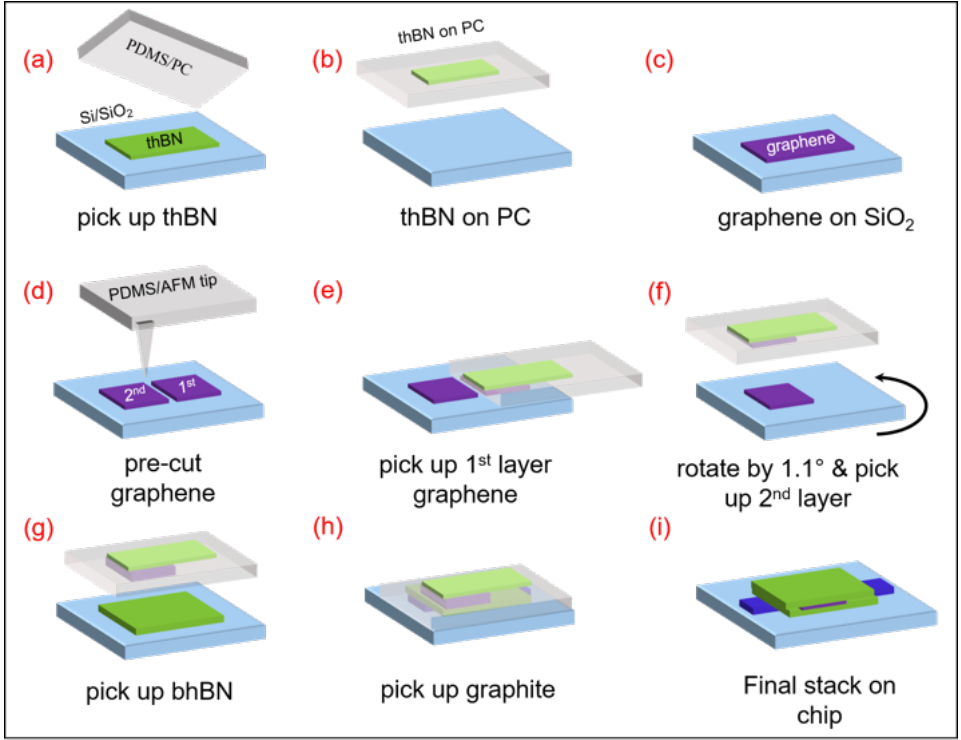 (a)
PDMS/PC
Si/SiO₂
thBN
pick up thBN
(b)
thBN on PC
thBN on PC
(c)
graphene
graphene on SiO₂
(d)
PDMS/AFM tip
2ⁿᵈ 1ˢᵗ
pre-cut
graphene
(e)
pick up 1ˢᵗ layer
graphene
(f)
rotate by 1.1° & pick
up 2ⁿᵈ layer
(g)
pick up bhBN
(h)
pick up graphite
(i)
Final stack on
chip